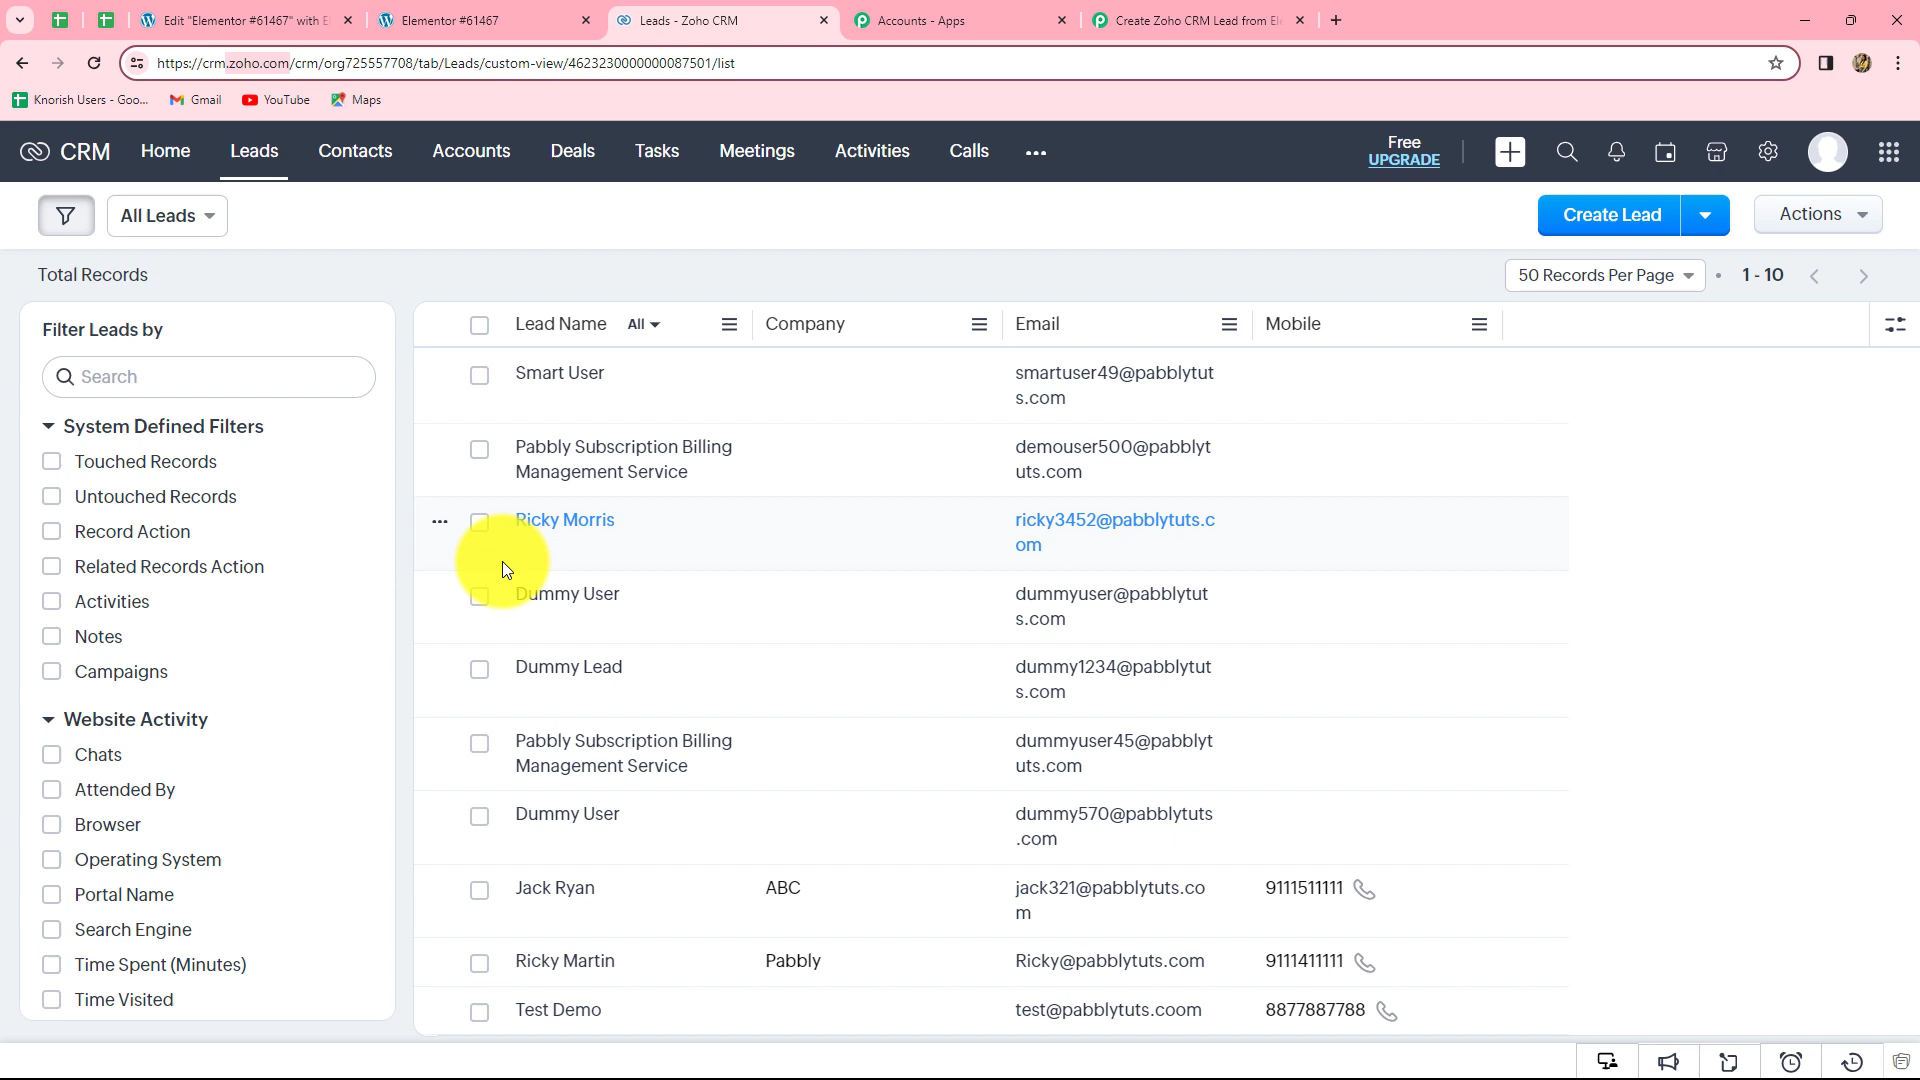 Edit "Elementor #61467" with E
Elementor #61467
Leads - Zoho CRM
Accounts - Apps
Create Zoho CRM Lead from Ele
https://crm.zoho.com/crm/org725557708/tab/Leads/custom-view/4623230000000087501/list
Knorish Users - Goo...
Gmail
YouTube
Maps
CRM
Home
Leads
Contacts
Accounts
Deals
Tasks
Meetings
Activities
Calls
Free
UPGRADE
All Leads
Create Lead
Actions
Total Records
50 Records Per Page
1 - 10
Filter Leads by
Search
System Defined Filters
Touched Records
Untouched Records
Record Action
Related Records Action
Activities
Notes
Campaigns
Website Activity
Chats
Attended By
Browser
Operating System
Portal Name
Search Engine
Time Spent (Minutes)
Time Visited
Lead Name All Company Email Mobile
Smart User smartuser49@pabblytut
s.com
Pabbly Subscription Billing demouser500@pabblyt
Management Service uts.com
Ricky Morris ricky3452@pabblytuts.c
om
Dummy User dummyuser@pabblytut
s.com
Dummy Lead dummy1234@pabblytut
s.com
Pabbly Subscription Billing dummyuser45@pabblyt
Management Service uts.com
Dummy User dummy570@pabblytuts
.com
Jack Ryan ABC jack321@pabblytuts.co 9111511111
m
Ricky Martin Pabbly Ricky@pabblytuts.com 9111411111
Test Demo test@pabblytuts.coom 8877887788